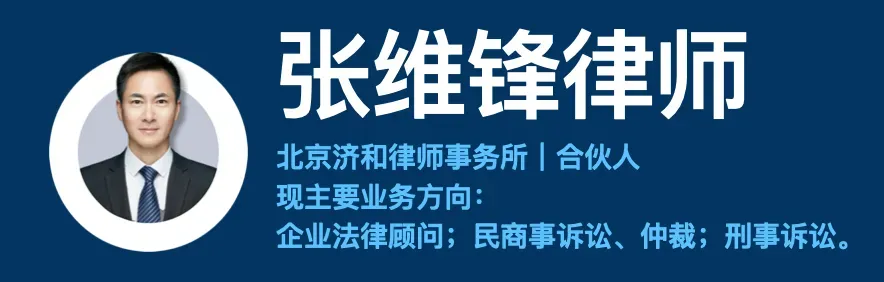 张维锋律师
北京济和律师事务所｜合伙人
现主要业务方向：
企业法律顾问；民商事诉讼、仲裁；刑事诉讼。